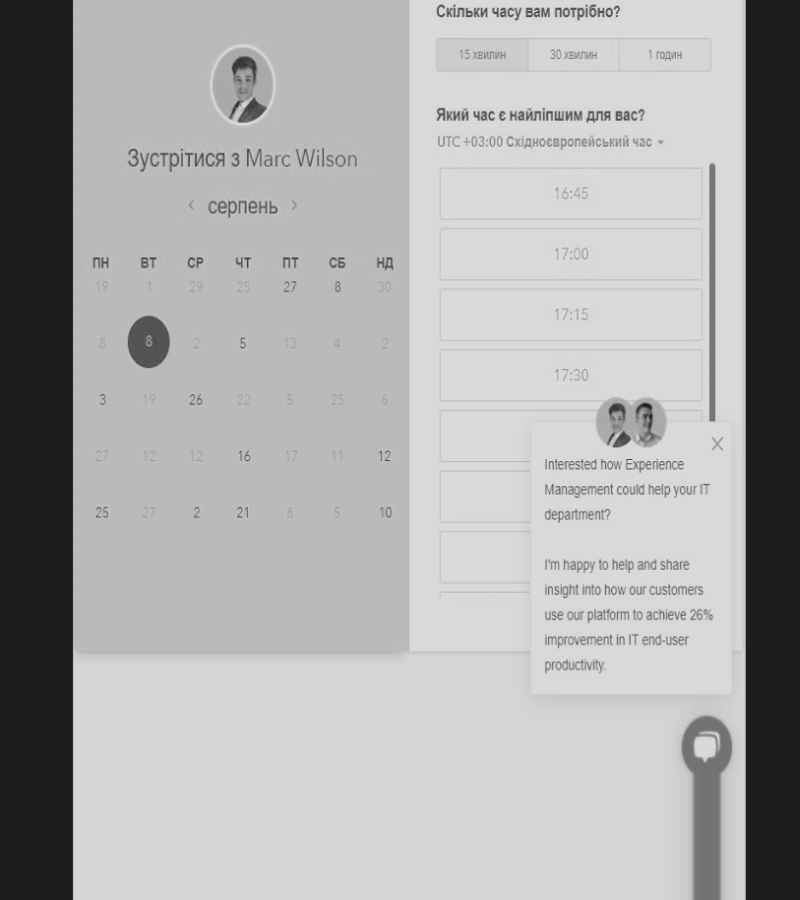 Зустрітися з Marc Wilson
серпень
ПН ВТ СР ЧТ ПТ СБ НД
19 1 29 25 27 8 30
8 8 2 5 13 4 2
3 19 26 22 5 25 6
27 12 12 16 17 11 12
25 27 2 21 6 5 10
Скільки часу вам потрібно?
15 хвилин 30 хвилин 1 годин
Який час є найліпшим для вас?
UTC +03:00 Східноєвропейський час
16:45
17:00
17:15
17:30
Interested how Experience
Management could help your IT
department?
I'm happy to help and share
insight into how our customers
use our platform to achieve 26%
improvement in IT end-user
productivity.